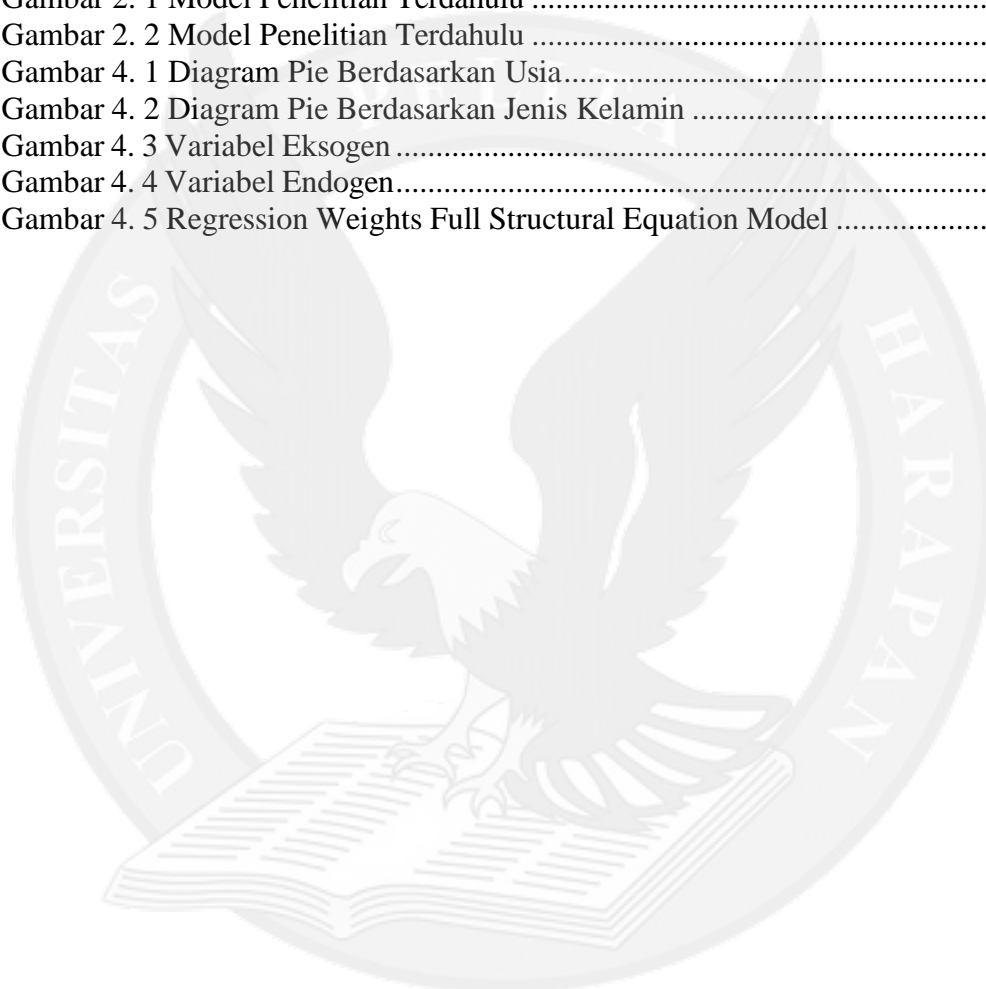 Gambar 2. 1 Model Penelitian Terdahulu ........................................................
Gambar 2. 2 Model Penelitian Terdahulu ........................................................
Gambar 4. 1 Diagram Pie Berdasarkan Usia....................................................
Gambar 4. 2 Diagram Pie Berdasarkan Jenis Kelamin ....................................
Gambar 4. 3 Variabel Eksogen ........................................................................
Gambar 4. 4 Variabel Endogen........................................................................
Gambar 4. 5 Regression Weights Full Structural Equation Model ...................
UNIVERSITAS PELITA HARAPAN